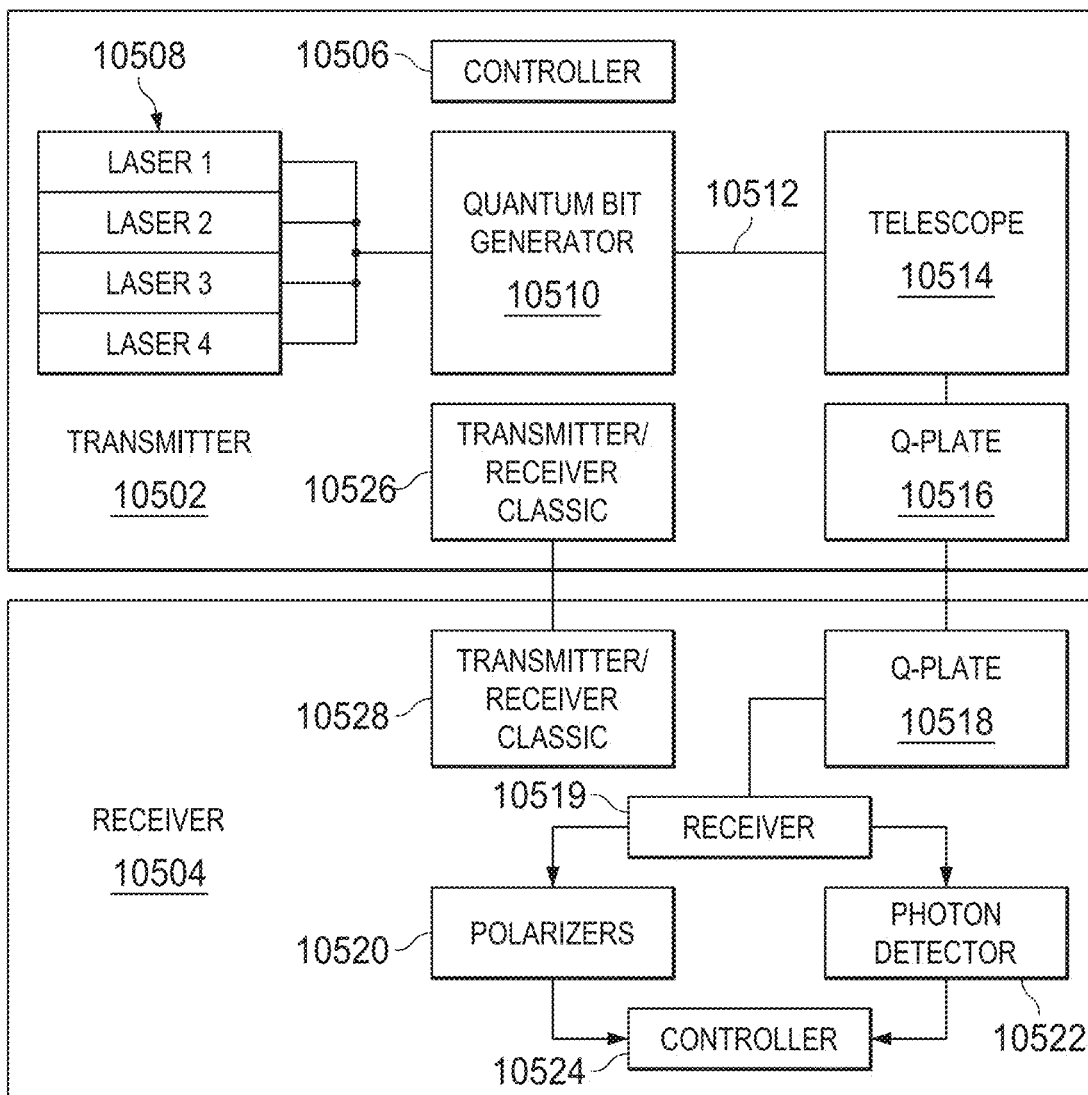 10508
10506
CONTROLLER
LASER 1
LASER 2
LASER 3
LASER 4
QUANTUM BIT
GENERATOR
10510
10512
TELESCOPE
10514
TRANSMITTER
10502
10526
TRANSMITTER/
RECEIVER
CLASSIC
Q-PLATE
10516
10528
TRANSMITTER/
RECEIVER
CLASSIC
Q-PLATE
10518
RECEIVER
10504
10519
RECEIVER
10520
POLARIZERS
PHOTON
DETECTOR
10522
10524
CONTROLLER